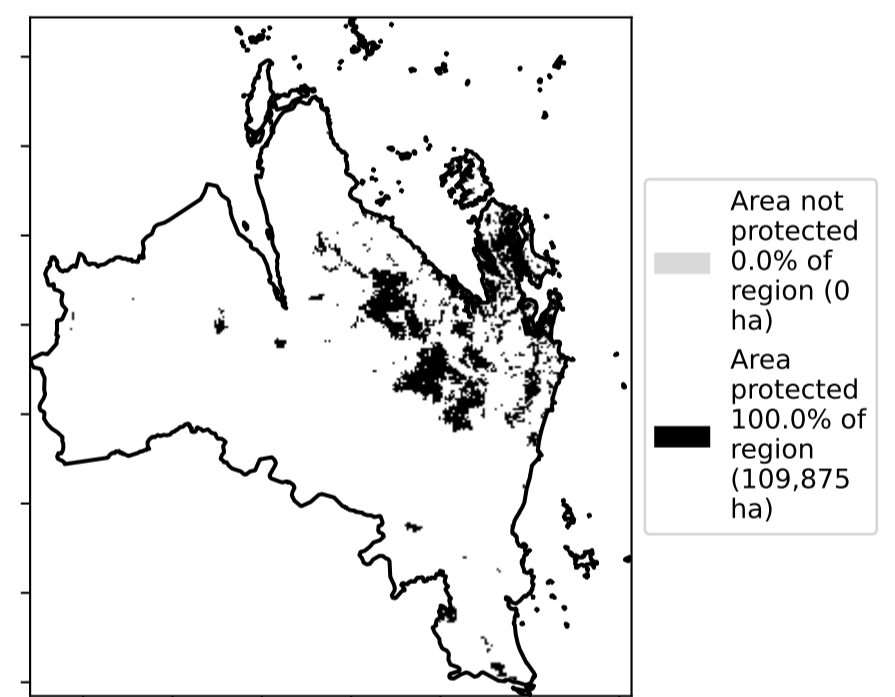 Area not
protected
0.0% of
region (0
ha)
Area
protected
100.0% of
region
(109,875
ha)